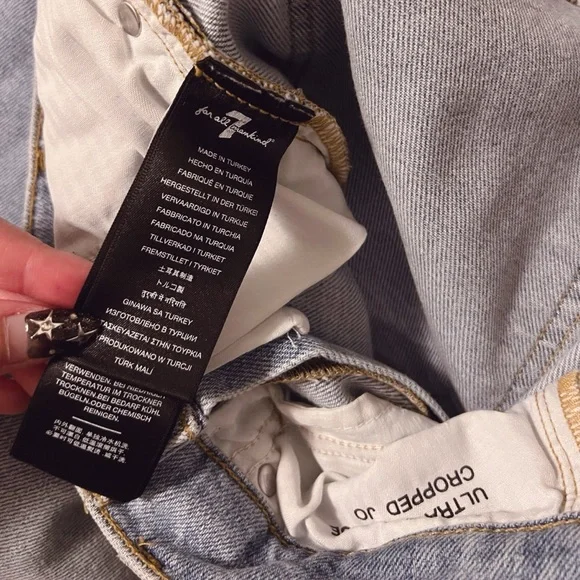 7
for all mankind®
MADE IN TURKEY
HECHO EN TURQUÍA
FABRIQUÉ EN TURQUIE
HERGESTELLT IN DER TÜRKEI
VERVAARDIGD IN TURKIJE
FABBRICATO IN TURCHIA
FABRICADO NA TURQUIA
TILLVERKAD I TURKIET
FREMSTILLET I TYRKIET
土耳其制造
トルコ製
GINAWA SA TURKEY
ИЗГОТОВЛЕНО В ТУРЦИИ
ΤΑΣΚΕΥΑΖΕΤΑΙ ΣΤΗΝ ΤΟΥΡΚΙΑ
PRODUKOWANO W TURCJI
TÜRK MALI
VERWENDEN. BEI
TEMPERATUR IM TROCKNER
TROCKNEN. BEI BEDARF KÜHL
BÜGELN. ODER CHEMISCH
REINIGEN.
ULTRA
CROPPED JO